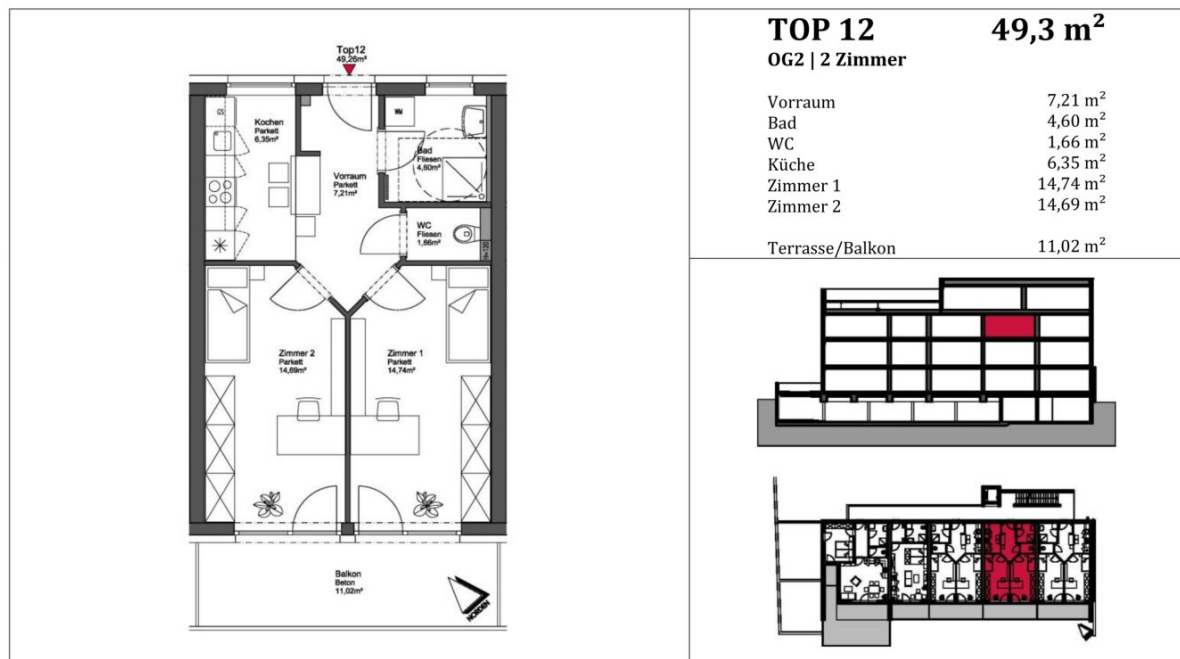 Top12
49,26m²
GS
Kochen
Parkett
6,35m²
WM
Bad
Fliesen
4,60m²
Vorraum
Parkett
7,21m²
WC
Fliesen
1,66m²
H=120
Zimmer 2
Parkett
14,69m²
Zimmer 1
Parkett
14,74m²
Balkon
Beton
11,02m²
NORDEN
TOP 12 49,3 m²
OG2 | 2 Zimmer
Vorraum 7,21 m²
Bad 4,60 m²
WC 1,66 m²
Küche 6,35 m²
Zimmer 1 14,74 m²
Zimmer 2 14,69 m²
Terrasse/Balkon 11,02 m²